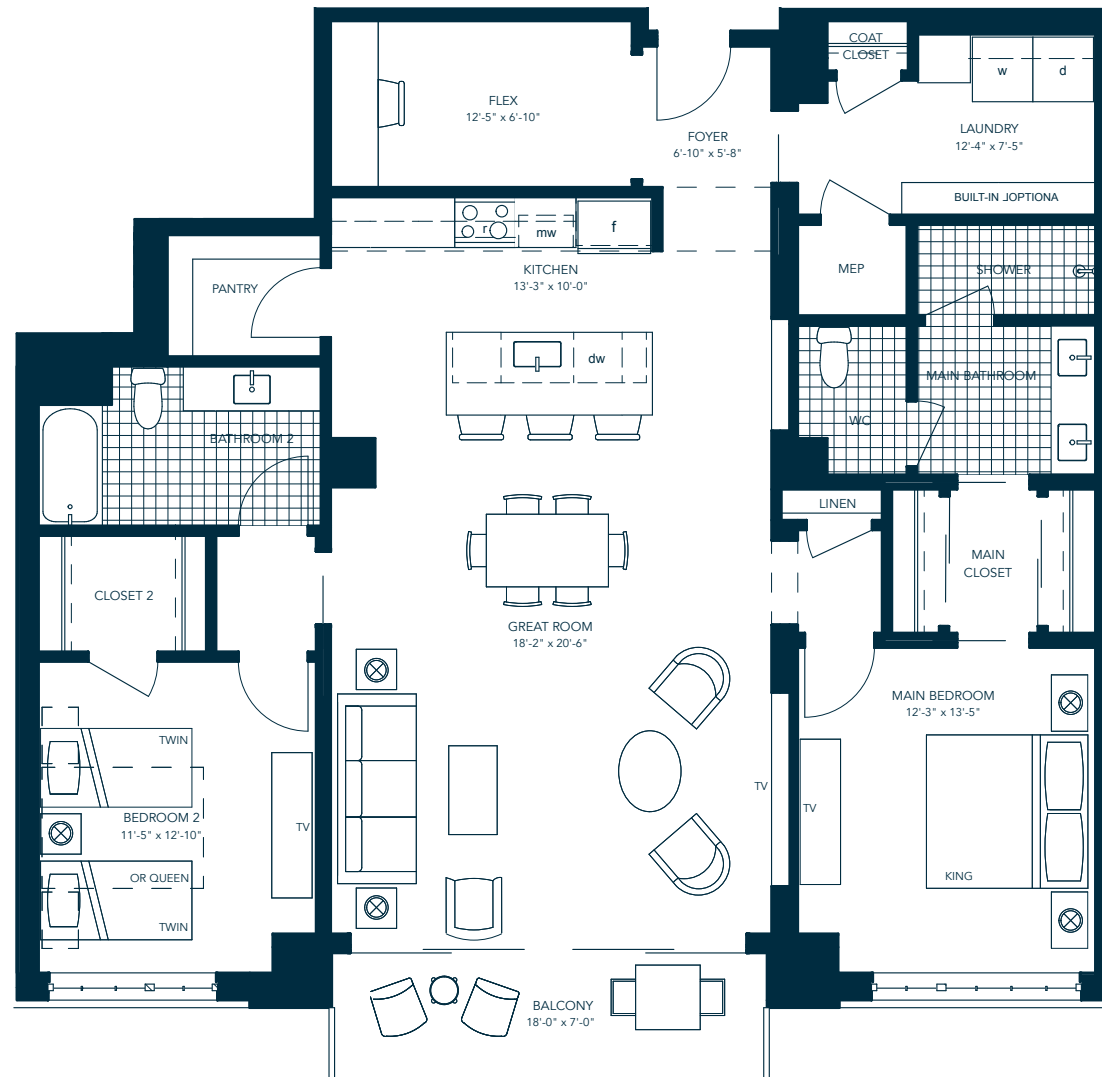 COAT
CLOSET
w
d
FLEX
12'-5" x 6'-10"
FOYER
6'-10" x 5'-8"
LAUNDRY
12'-4" x 7'-5"
BUILT-IN
r
mw
f
KITCHEN
13'-3" x 10'-0"
MEP
SHOWER
PANTRY
dw
MAIN BATHROOM
WC
BATHROOM 2
LINEN
MAIN
CLOSET
CLOSET 2
GREAT ROOM
18'-2" x 20'-6"
MAIN BEDROOM
12'-3" x 13'-5"
TWIN
TV
TV
BEDROOM 2
11'-5" x 12'-10"
TV
OR QUEEN
KING
TWIN
BALCONY
18'-0" x 7'-0"